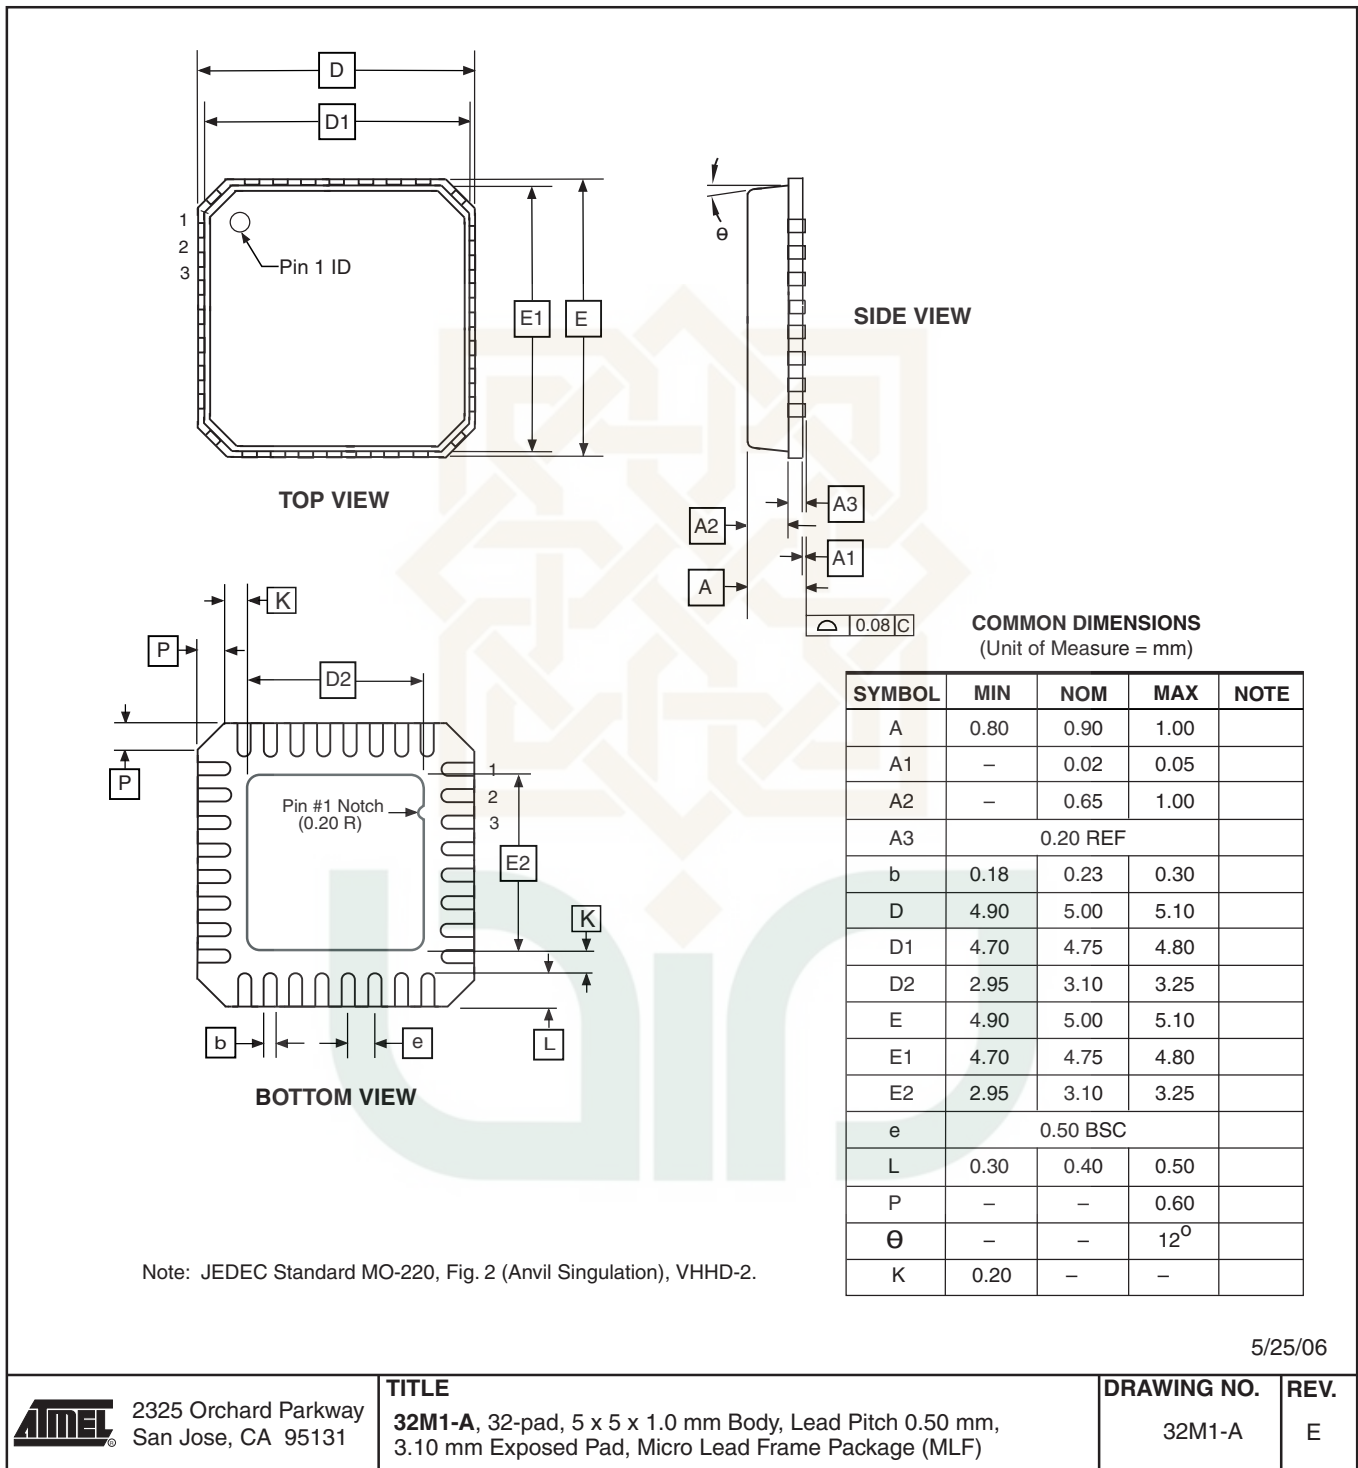 D
D1
1
2
3
Pin 1 ID
E1
E
TOP VIEW
Θ
SIDE VIEW
A3
A2
A1
A
0.08 C
K
P
D2
P
1
2
3
Pin #1 Notch
(0.20 R)
E2
K
b
e
L
BOTTOM VIEW
COMMON DIMENSIONS
(Unit of Measure = mm)
SYMBOL MIN NOM MAX NOTE
A 0.80 0.90 1.00
A1 – 0.02 0.05
A2 – 0.65 1.00
A3 0.20 REF
b 0.18 0.23 0.30
D 4.90 5.00 5.10
D1 4.70 4.75 4.80
D2 2.95 3.10 3.25
E 4.90 5.00 5.10
E1 4.70 4.75 4.80
E2 2.95 3.10 3.25
e 0.50 BSC
L 0.30 0.40 0.50
P – – 0.60
Θ – – 12°
K 0.20 – –
Note: JEDEC Standard MO-220, Fig. 2 (Anvil Singulation), VHHD-2.
5/25/06
ATMEL®
2325 Orchard Parkway
San Jose, CA 95131
TITLE
32M1-A, 32-pad, 5 x 5 x 1.0 mm Body, Lead Pitch 0.50 mm,
3.10 mm Exposed Pad, Micro Lead Frame Package (MLF)
DRAWING NO.
32M1-A
REV.
E